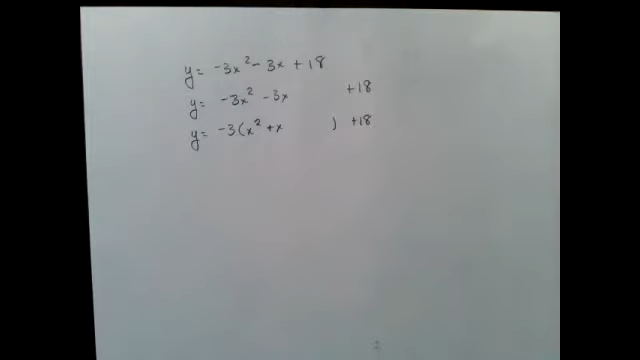 y = -3x² - 3x + 18
y = -3x² - 3x +18
y = -3(x² + x ) +18